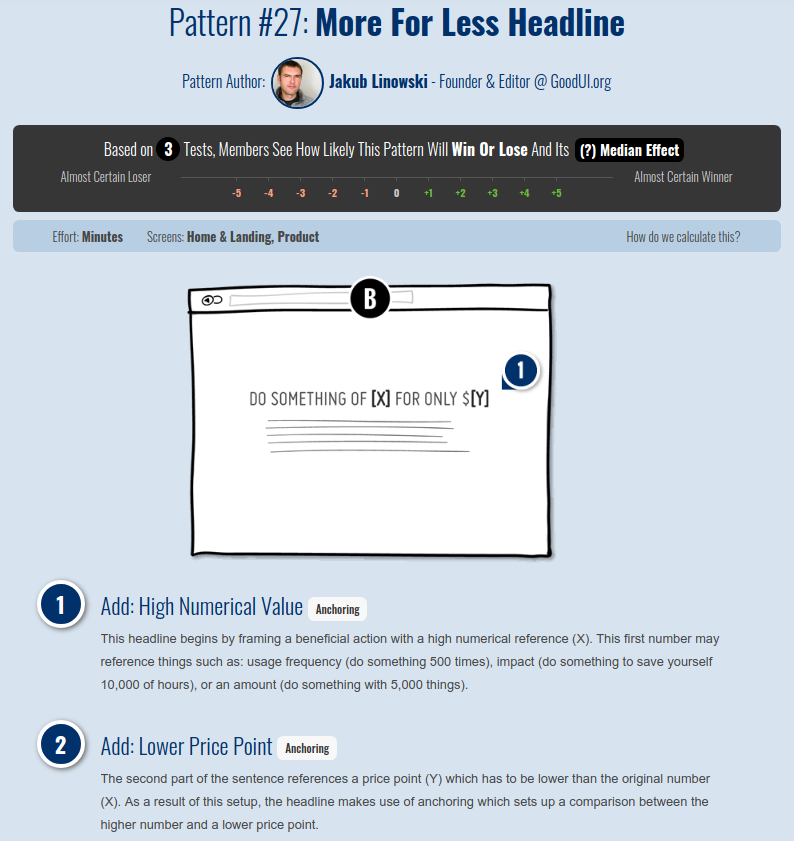 Pattern #27: More For Less Headline
Pattern Author: Jakub Linowski - Founder & Editor @ GoodUI.org
Based on 3 Tests, Members See How Likely This Pattern Will Win Or Lose And Its (?) Median Effect
Almost Certain Loser Almost Certain Winner
-5 -4 -3 -2 -1 0 +1 +2 +3 +4 +5
Effort: Minutes Screens: Home & Landing, Product How do we calculate this?
B
1
DO SOMETHING OF [X] FOR ONLY $[Y]
1 Add: High Numerical Value Anchoring
This headline begins by framing a beneficial action with a high numerical reference (X). This first number may
reference things such as: usage frequency (do something 500 times), impact (do something to save yourself
10,000 of hours), or an amount (do something with 5,000 things).
2 Add: Lower Price Point Anchoring
The second part of the sentence references a price point (Y) which has to be lower than the original number
(X). As a result of this setup, the headline makes use of anchoring which sets up a comparison between the
higher number and a lower price point.